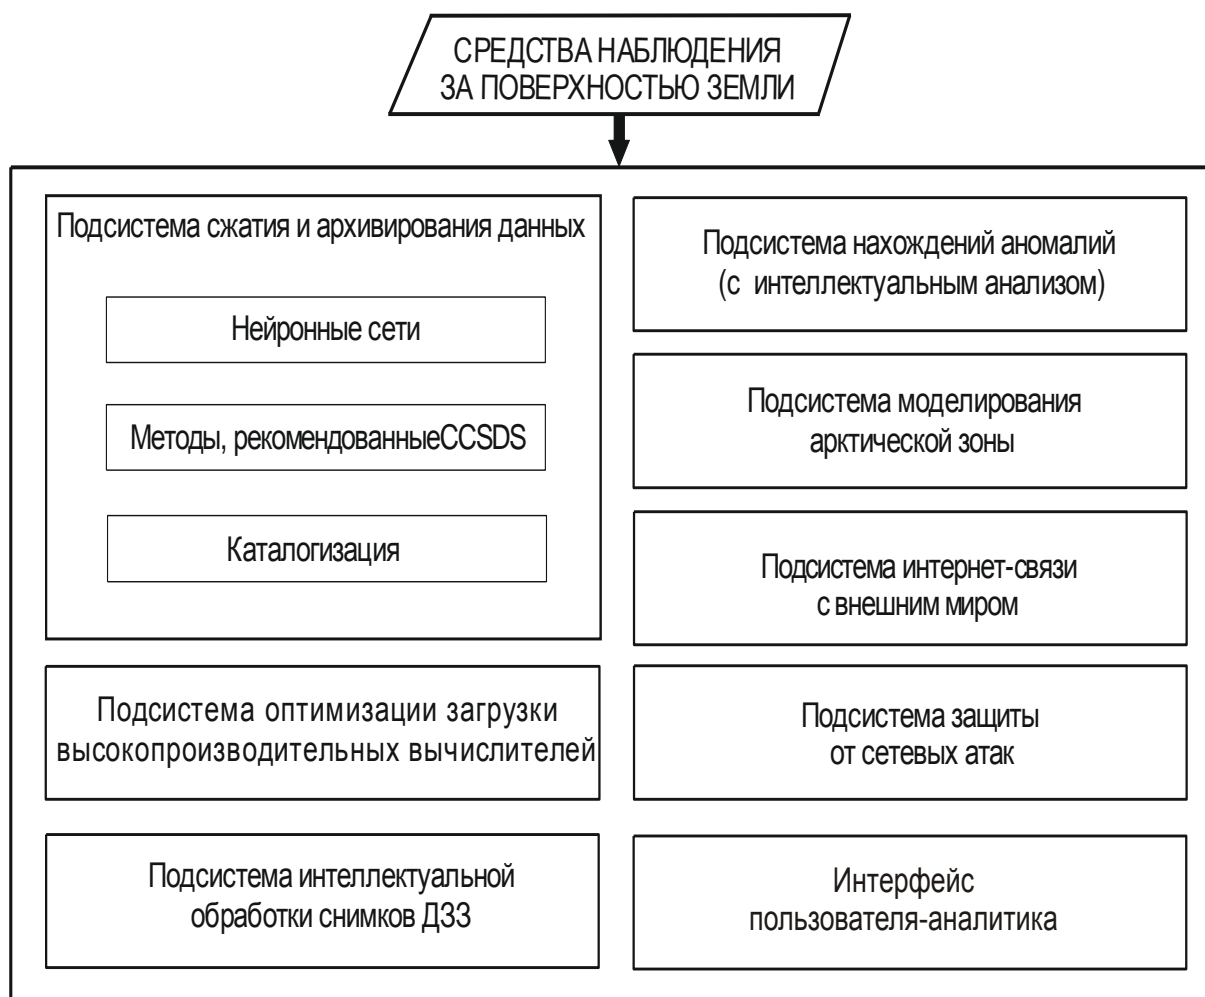 СРЕДСТВА НАБЛЮДЕНИЯ
ЗА ПОВЕРХНОСТЬЮ ЗЕМЛИ
Подсистема сжатия и архивирования данных
Нейронные сети
Методы, рекомендованныеCCSDS
Каталогизация
Подсистема оптимизации загрузки
высокопроизводительных вычислителей
Подсистема интеллектуальной
обработки снимков ДЗЗ
Подсистема нахождений аномалий
(с интеллектуальным анализом)
Подсистема моделирования
арктической зоны
Подсистема интернет-связи
с внешним миром
Подсистема защиты
от сетевых атак
Интерфейс
пользователя-аналитика